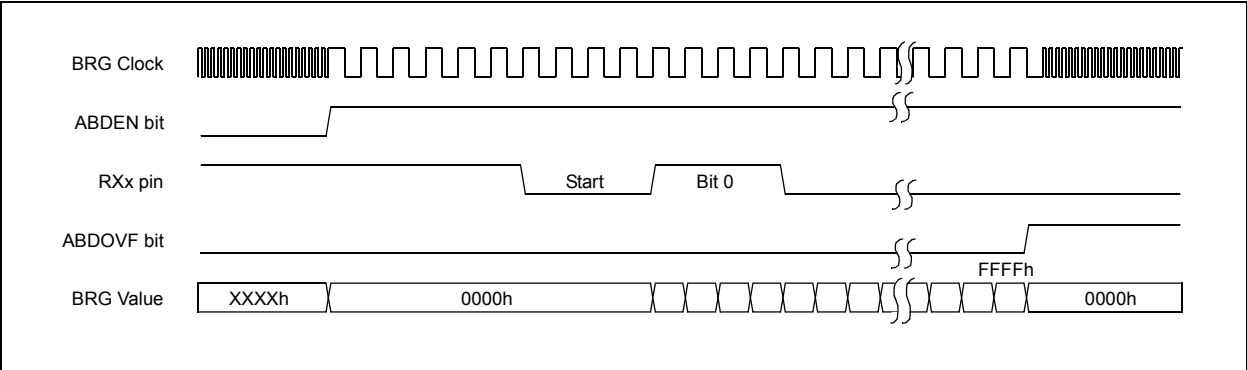 BRG Clock
ABDEN bit
RXx pin
Start
Bit 0
ABDOVF bit
FFFFh
BRG Value
XXXXh
0000h
0000h